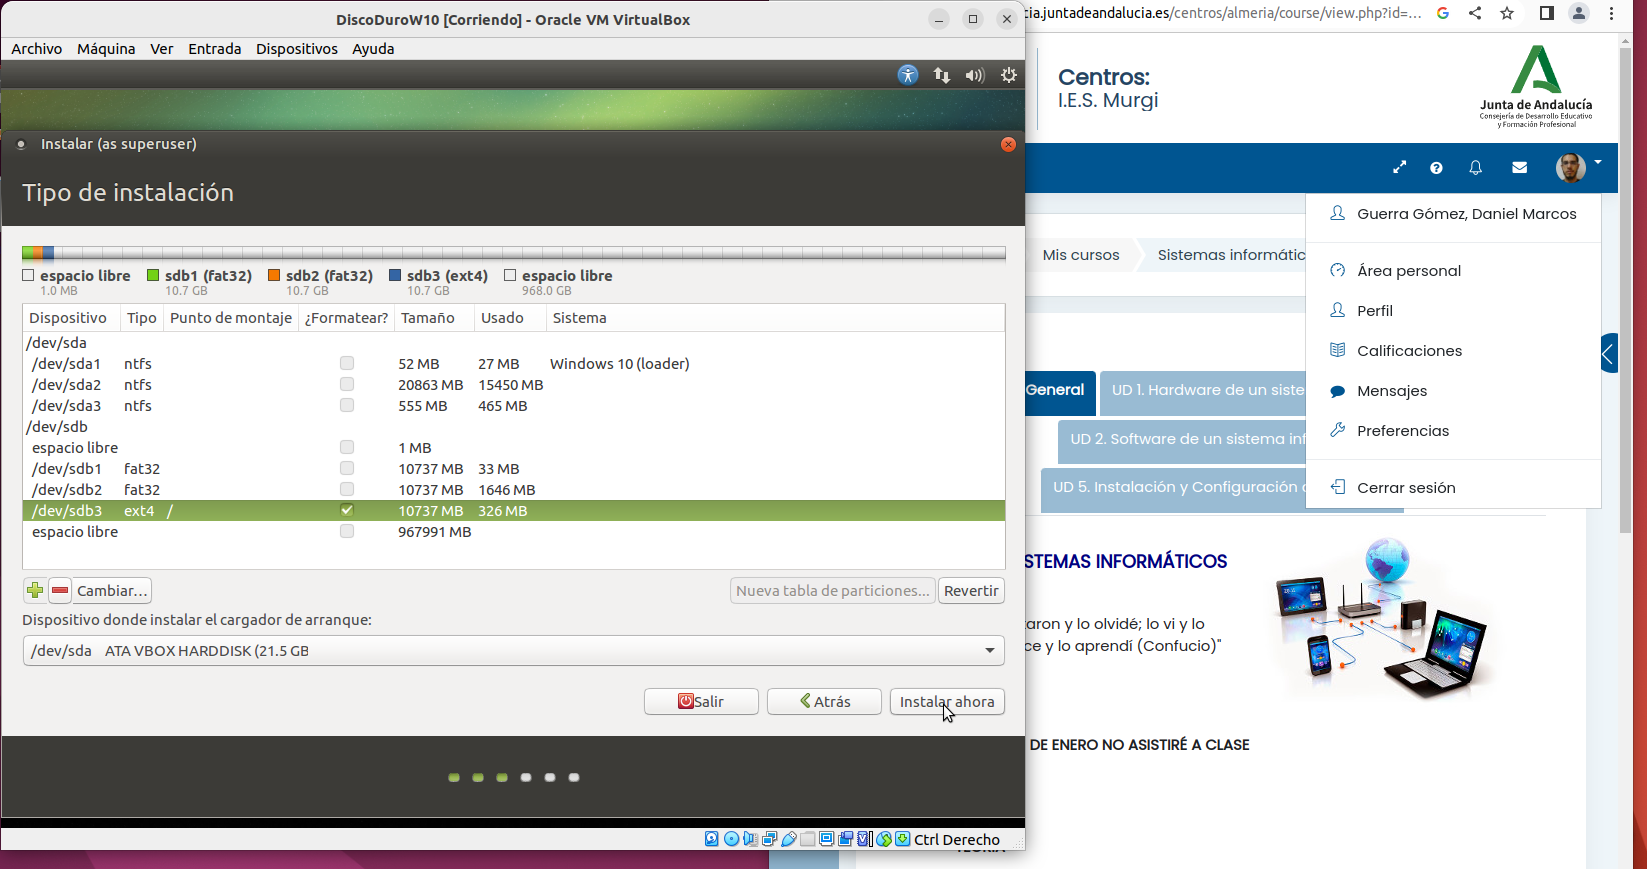 DiscoDuroW10 [Corriendo] - Oracle VM VirtualBox
Archivo Máquina Ver Entrada Dispositivos Ayuda
Instalar (as superuser)
Tipo de instalación
espacio libre sdb1 (fat32) sdb2 (fat32) sdb3 (ext4) espacio libre
1.0 MB 10.7 GB 10.7 GB 10.7 GB 968.0 GB
Dispositivo Tipo Punto de montaje ¿Formatear? Tamaño Usado Sistema
/dev/sda
/dev/sda1 ntfs 52 MB 27 MB Windows 10 (loader)
/dev/sda2 ntfs 20863 MB 15450 MB
/dev/sda3 ntfs 555 MB 465 MB
/dev/sdb
espacio libre 1 MB
/dev/sdb1 fat32 10737 MB 33 MB
/dev/sdb2 fat32 10737 MB 1646 MB
/dev/sdb3 ext4 / 10737 MB 326 MB
espacio libre 967991 MB
Cambiar... Nueva tabla de particiones... Revertir
Dispositivo donde instalar el cargador de arranque:
/dev/sda ATA VBOX HARDDISK (21.5 GB
Salir Atrás Instalar ahora
Ctrl Derecho
cia.juntadeandalucia.es/centros/almeria/course/view.php?id=...
Centros:
I.E.S. Murgi
Junta de Andalucía
Consejería de Desarrollo Educativo
y Formación Profesional
Guerra Gómez, Daniel Marcos
Mis cursos Sistemas informátic
Área personal
Perfil
Calificaciones
Mensajes
Preferencias
Cerrar sesión
General UD 1. Hardware de un siste
UD 2. Software de un sistema inf
UD 5. Instalación y Configuración
STEMAS INFORMÁTICOS
taron y lo olvidé; lo vi y lo
ce y lo aprendí (Confucio)"
DE ENERO NO ASISTIRÉ A CLASE